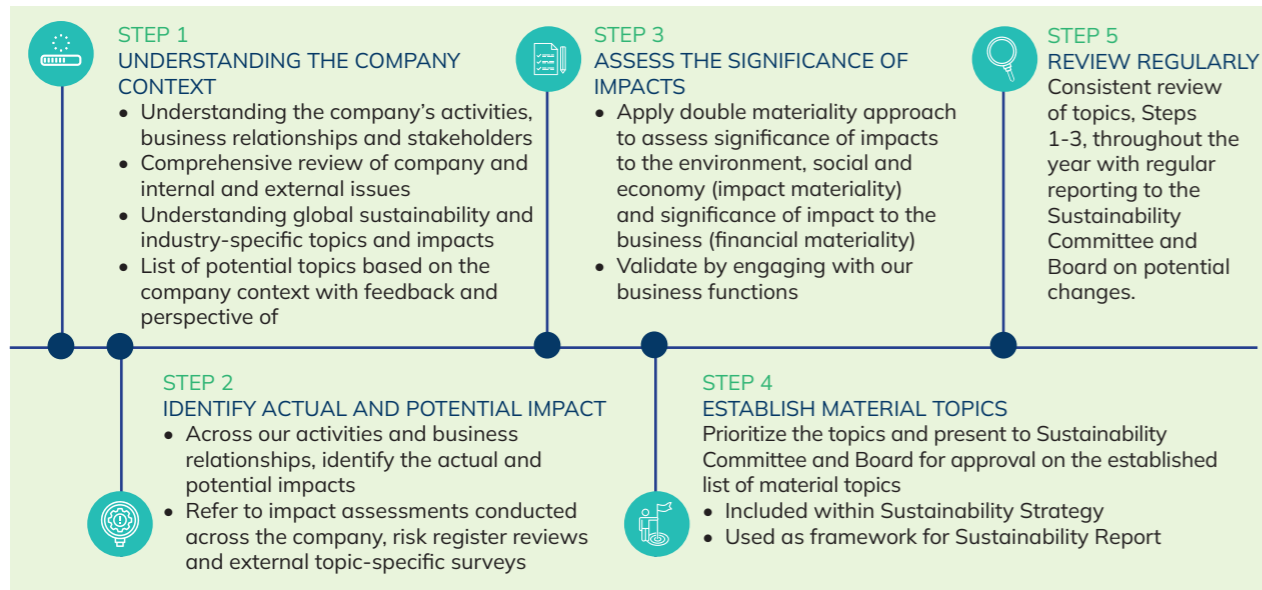 STEP 1
UNDERSTANDING THE COMPANY
CONTEXT
• Understanding the company's activities,
business relationships and stakeholders
• Comprehensive review of company and
internal and external issues
• Understanding global sustainability and
industry-specific topics and impacts
• List of potential topics based on the
company context with feedback and
perspective of
STEP 2
IDENTIFY ACTUAL AND POTENTIAL IMPACT
• Across our activities and business
relationships, identify the actual and
potential impacts
• Refer to impact assessments conducted
across the company, risk register reviews
and external topic-specific surveys
STEP 3
ASSESS THE SIGNIFICANCE OF
IMPACTS
• Apply double materiality approach
to assess significance of impacts
to the environment, social and
economy (impact materiality)
and significance of impact to the
business (financial materiality)
• Validate by engaging with our
business functions
STEP 4
ESTABLISH MATERIAL TOPICS
Prioritize the topics and present to Sustainability
Committee and Board for approval on the established
list of material topics
• Included within Sustainability Strategy
• Used as framework for Sustainability Report
STEP 5
REVIEW REGULARLY
Consistent review
of topics, Steps
1-3, throughout the
year with regular
reporting to the
Sustainability
Committee and
Board on potential
changes.